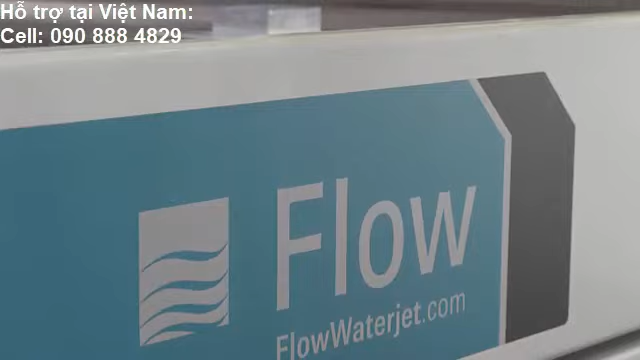 Hỗ trợ tại Việt Nam:
Cell: 090 888 4829
Flow
FlowWaterjet.com